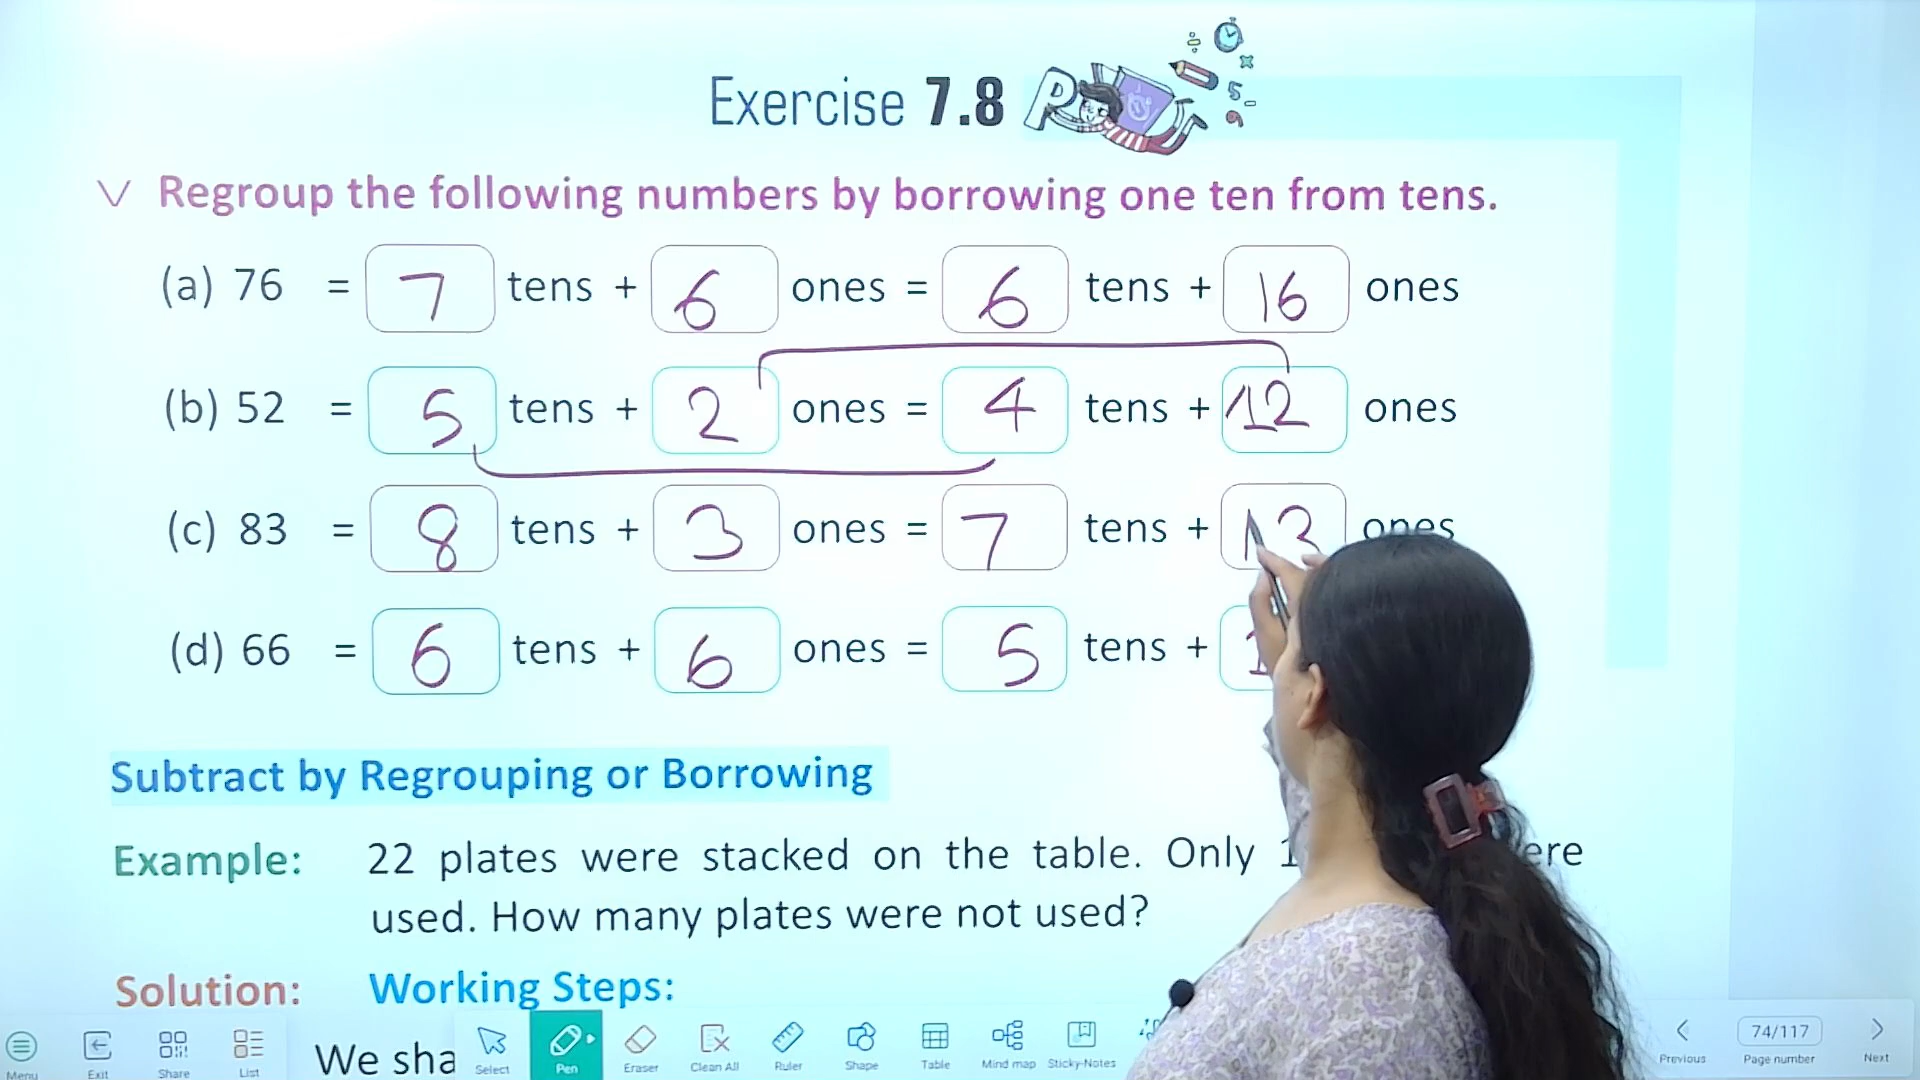 Exercise 7.8
Regroup the following numbers by borrowing one ten from tens.
(a) 76 = 7 tens + 6 ones = 6 tens + 16 ones
(b) 52 = 5 tens + 2 ones = 4 tens + 12 ones
(c) 83 = 8 tens + 3 ones = 7 tens + 13 ones
(d) 66 = 6 tens + 6 ones = 5 tens +
Subtract by Regrouping or Borrowing
Example: 22 plates were stacked on the table. Only
used. How many plates were not used?
Solution: Working Steps:
We
Menu Exit Share List Select Pen Eraser Clean All Ruler Shape Table Mind map Sticky-Notes Previous 74/117 Page number Next